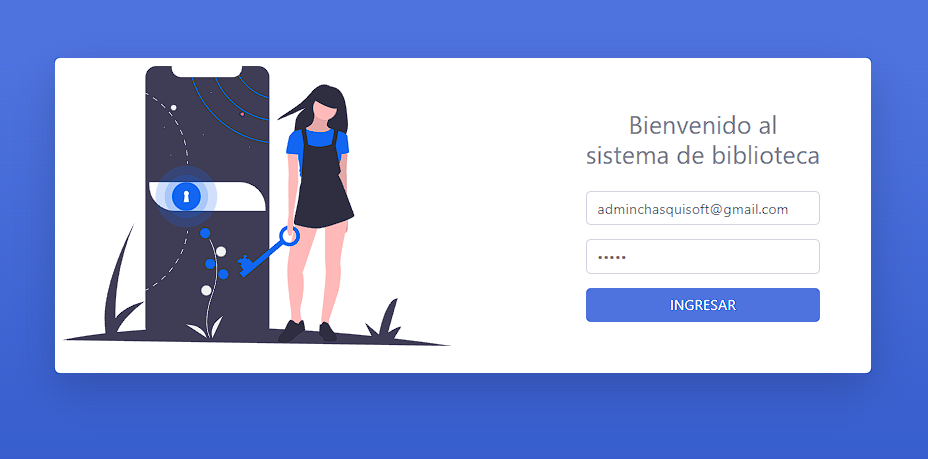 Bienvenido al
sistema de biblioteca
adminchasquisoft@gmail.com
•••••
INGRESAR